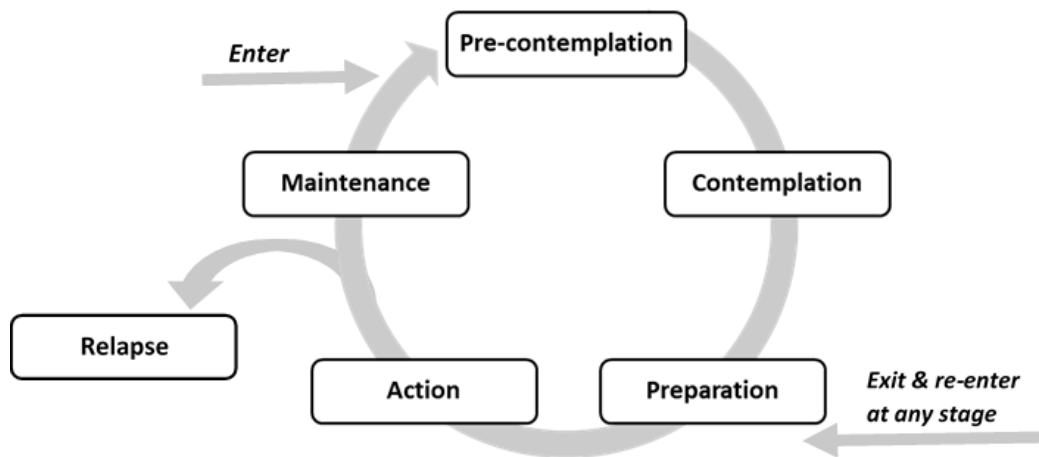 Pre-contemplation
Enter
Maintenance
Contemplation
Relapse
Action
Preparation
Exit & re-enter
at any stage